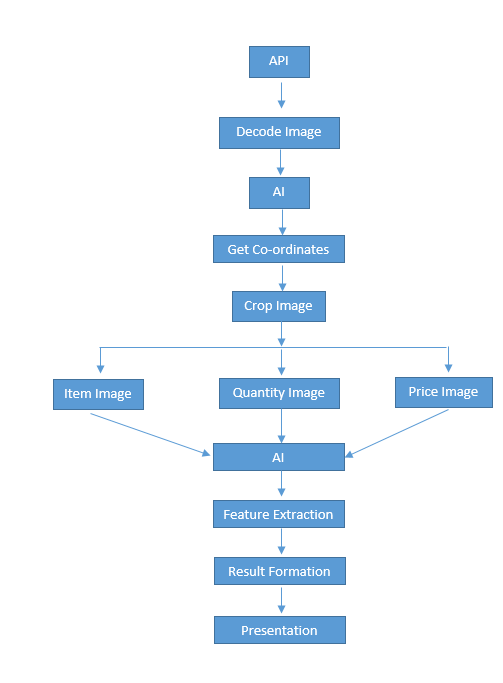 API
Decode Image
AI
Get Co-ordinates
Crop Image
Item Image
Quantity Image
Price Image
AI
Feature Extraction
Result Formation
Presentation